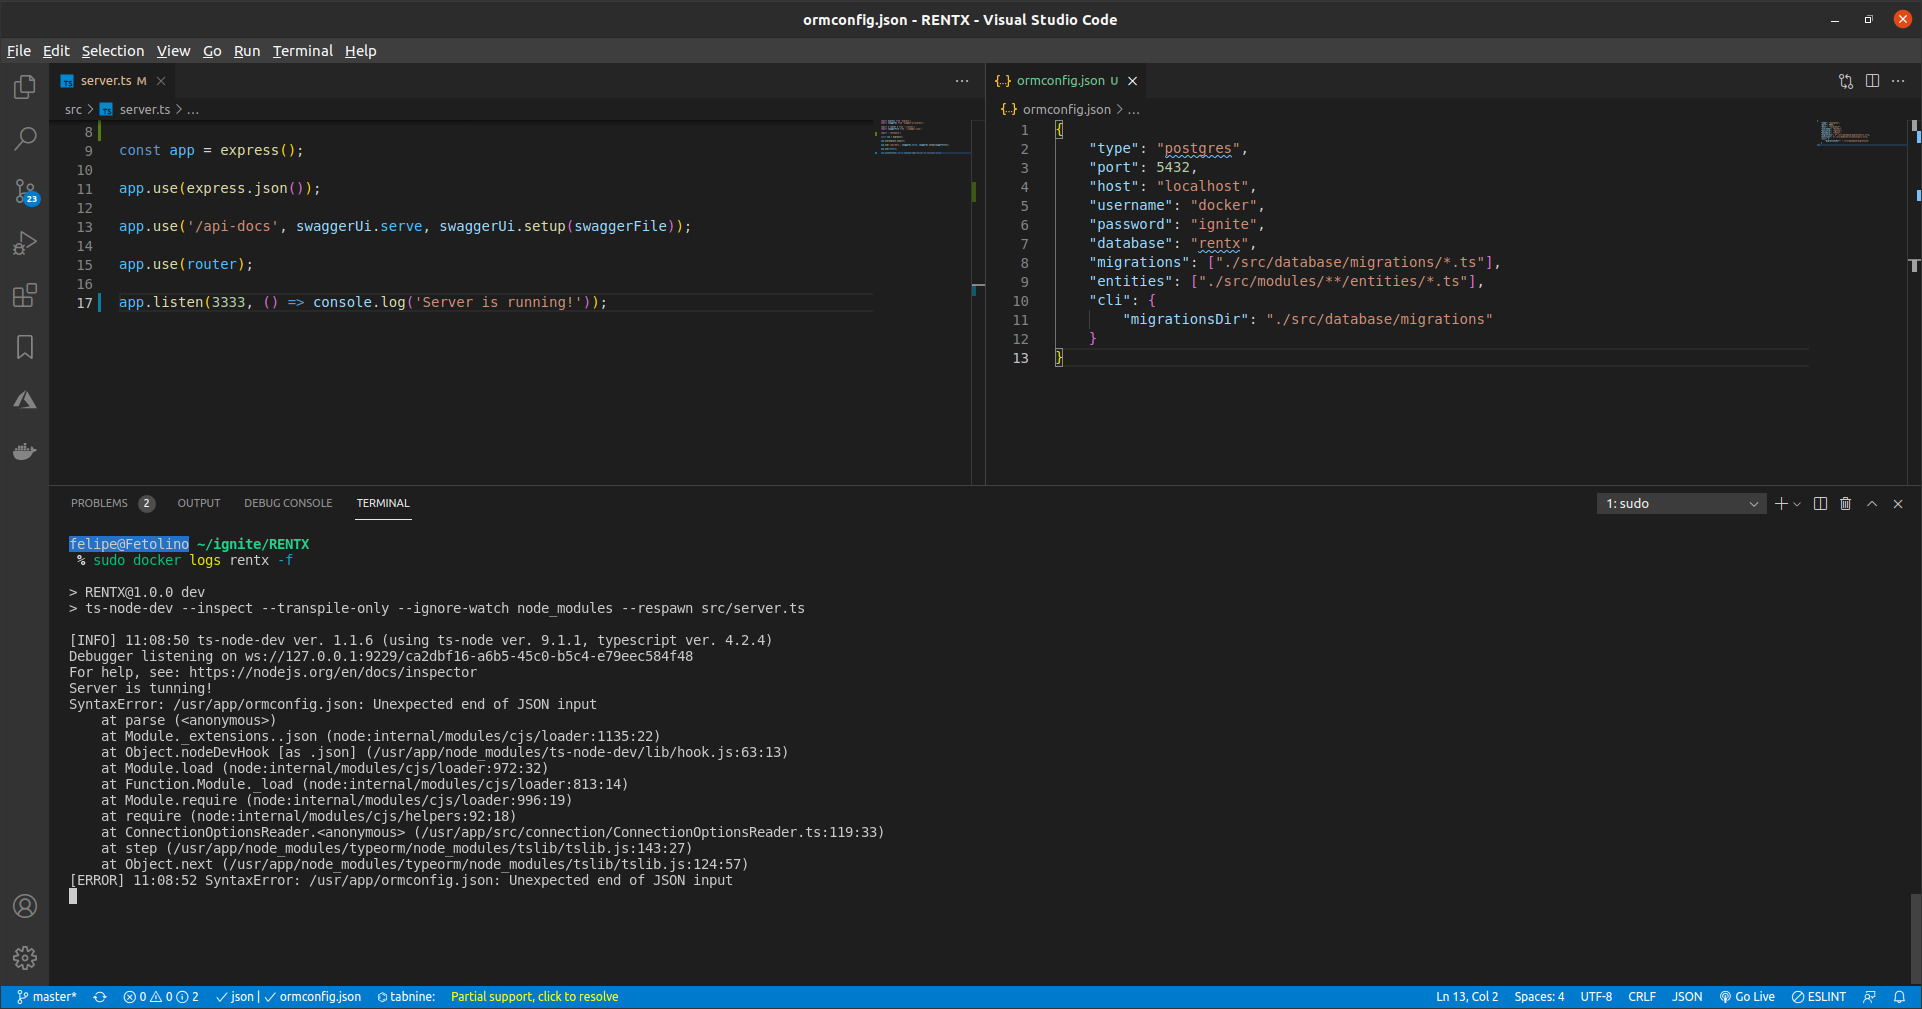 ormconfig.json - RENTX - Visual Studio Code
File Edit Selection View Go Run Terminal Help
server.ts M
src > server.ts > ...
8
9 const app = express();
10
11 app.use(express.json());
12
13 app.use('/api-docs', swaggerUi.serve, swaggerUi.setup(swaggerFile));
14
15 app.use(router);
16
17 app.listen(3333, () => console.log('Server is running!'));
{..} ormconfig.json U
{..} ormconfig.json > ...
1 {
2 "type": "postgres",
3 "port": 5432,
4 "host": "localhost",
5 "username": "docker",
6 "password": "ignite",
7 "database": "rentx",
8 "migrations": ["./src/database/migrations/*.ts"],
9 "entities": ["./src/modules/**/entities/*.ts"],
10 "cli": {
11 "migrationsDir": "./src/database/migrations"
12 }
13 }
23
PROBLEMS 2 OUTPUT DEBUG CONSOLE TERMINAL
1: sudo
felipe@Fetolino ~/ignite/RENTX
% sudo docker logs rentx -f
> RENTX@1.0.0 dev
> ts-node-dev --inspect --transpile-only --ignore-watch node_modules --respawn src/server.ts
[INFO] 11:08:50 ts-node-dev ver. 1.1.6 (using ts-node ver. 9.1.1, typescript ver. 4.2.4)
Debugger listening on ws://127.0.0.1:9229/ca2dbf16-a6b5-45c0-b5c4-e79eec584f48
For help, see: https://nodejs.org/en/docs/inspector
Server is tunning!
SyntaxError: /usr/app/ormconfig.json: Unexpected end of JSON input
at parse (<anonymous>)
at Module._extensions..json (node:internal/modules/cjs/loader:1135:22)
at Object.nodeDevHook [as .json] (/usr/app/node_modules/ts-node-dev/lib/hook.js:63:13)
at Module.load (node:internal/modules/cjs/loader:972:32)
at Function.Module._load (node:internal/modules/cjs/loader:813:14)
at Module.require (node:internal/modules/cjs/loader:996:19)
at require (node:internal/modules/cjs/helpers:92:18)
at ConnectionOptionsReader.<anonymous> (/usr/app/src/connection/ConnectionOptionsReader.ts:119:33)
at step (/usr/app/node_modules/typeorm/node_modules/tslib/tslib.js:143:27)
at Object.next (/usr/app/node_modules/typeorm/node_modules/tslib/tslib.js:124:57)
[ERROR] 11:08:52 SyntaxError: /usr/app/ormconfig.json: Unexpected end of JSON input
master* 0 0 2 json | ormconfig.json tabnine: Partial support, click to resolve Ln 13, Col 2 Spaces: 4 UTF-8 CRLF JSON Go Live ESLINT